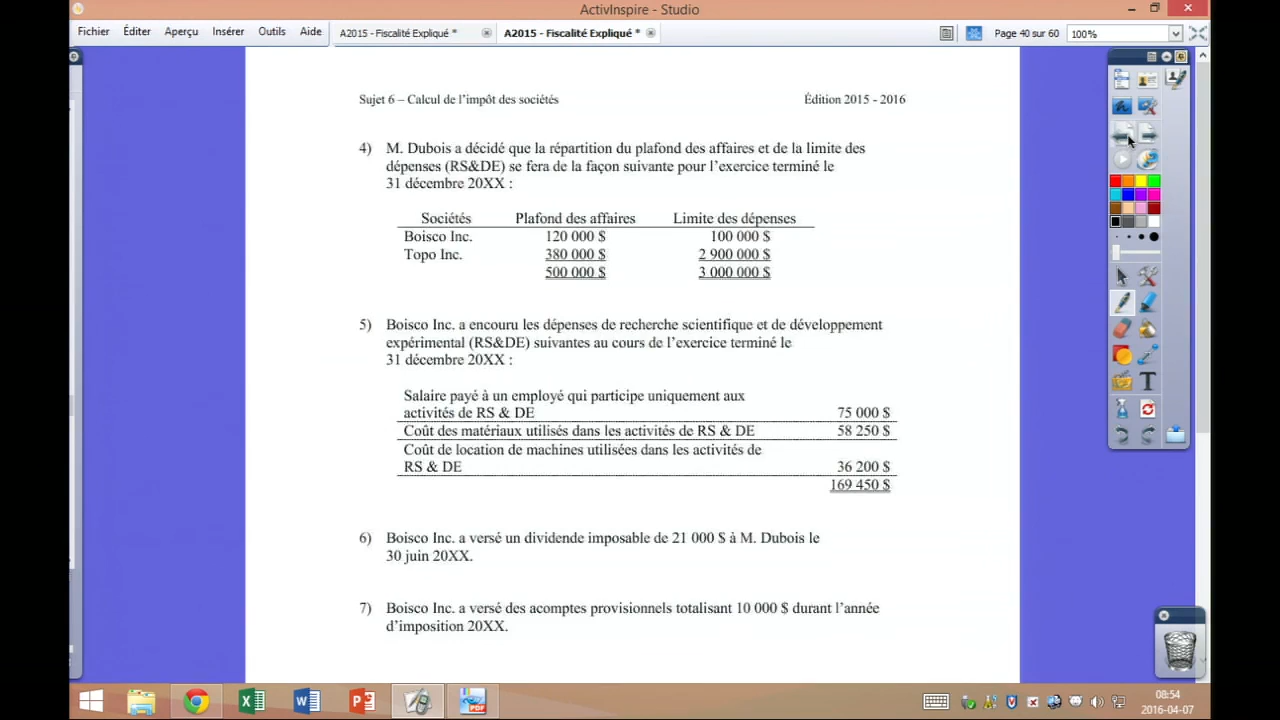 ActivInspire - Studio
Fichier Éditer Aperçu Insérer Outils Aide
A2015 - Fiscalité Expliqué *
A2015 - Fiscalité Expliqué *
Page 40 sur 60
100%
Sujet 6 – Calcul de l’impôt des sociétés Édition 2015 - 2016
4) M. Dubois a décidé que la répartition du plafond des affaires et de la limite des
dépenses (RS&DE) se fera de la façon suivante pour l’exercice terminé le
31 décembre 20XX :
Sociétés Plafond des affaires Limite des dépenses
Boisco Inc. 120 000 $ 100 000 $
Topo Inc. 380 000 $ 2 900 000 $
500 000 $ 3 000 000 $
5) Boisco Inc. a encouru les dépenses de recherche scientifique et de développement
expérimental (RS&DE) suivantes au cours de l’exercice terminé le
31 décembre 20XX :
Salaire payé à un employé qui participe uniquement aux
activités de RS & DE 75 000 $
Coût des matériaux utilisés dans les activités de RS & DE 58 250 $
Coût de location de machines utilisées dans les activités de
RS & DE 36 200 $
169 450 $
6) Boisco Inc. a versé un dividende imposable de 21 000 $ à M. Dubois le
30 juin 20XX.
7) Boisco Inc. a versé des acomptes provisionnels totalisant 10 000 $ durant l’année
d’imposition 20XX.
08:54
2016-04-07